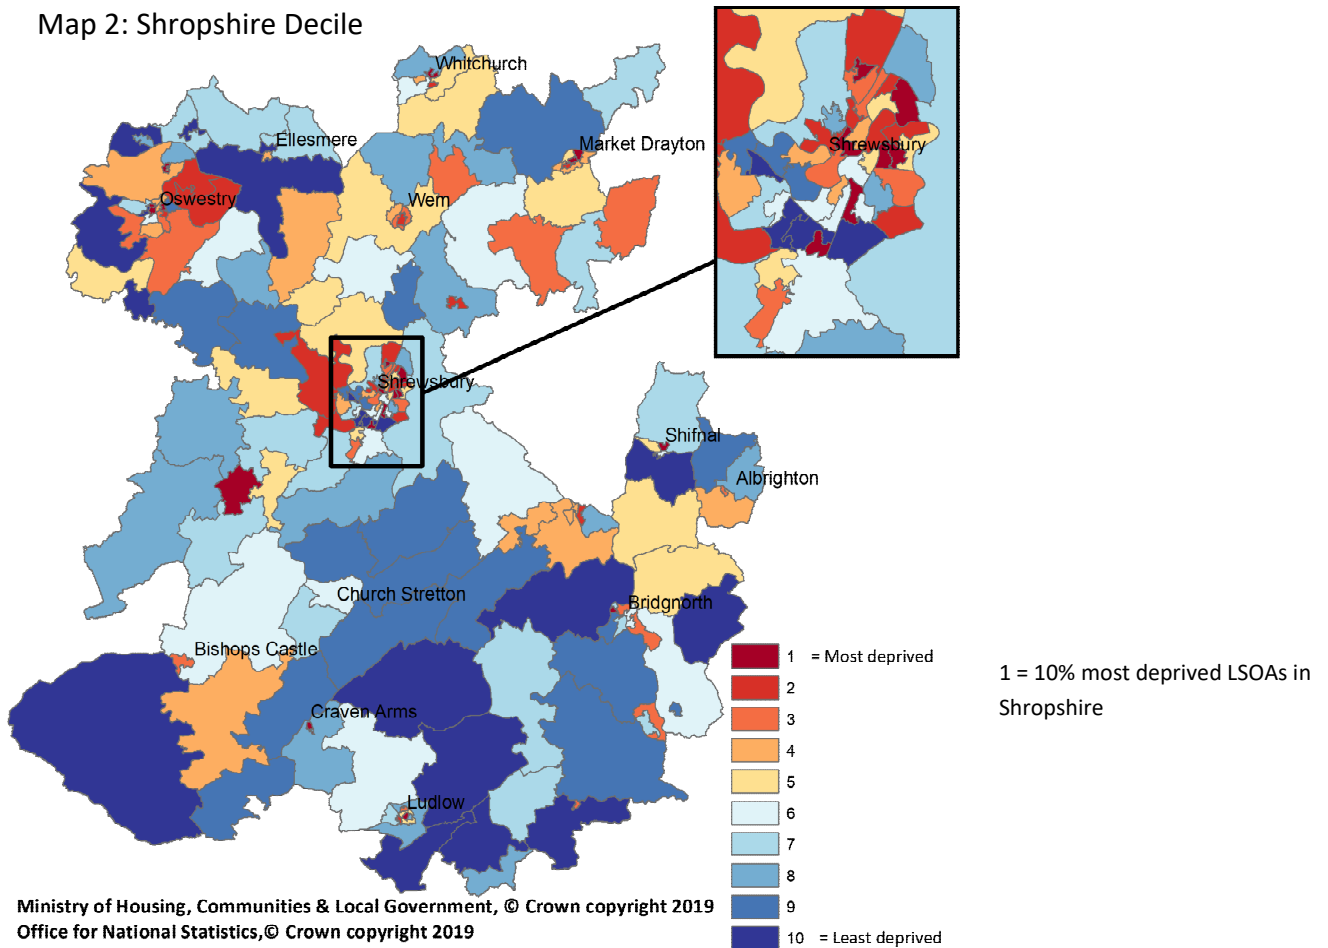 Map 2: Shropshire Decile
Whitchurch
Ellesmere
Market Drayton
Oswestry
Wem
Shrewsbury
Shrewsbury
Shifnal
Albrighton
Church Stretton
Bridgnorth
Bishops Castle
Craven Arms
Ludlow
1 = Most deprived
2
3
4
5
6
7
8
9
10 = Least deprived
1 = 10% most deprived LSOAs in
Shropshire
Ministry of Housing, Communities & Local Government, © Crown copyright 2019
Office for National Statistics,© Crown copyright 2019